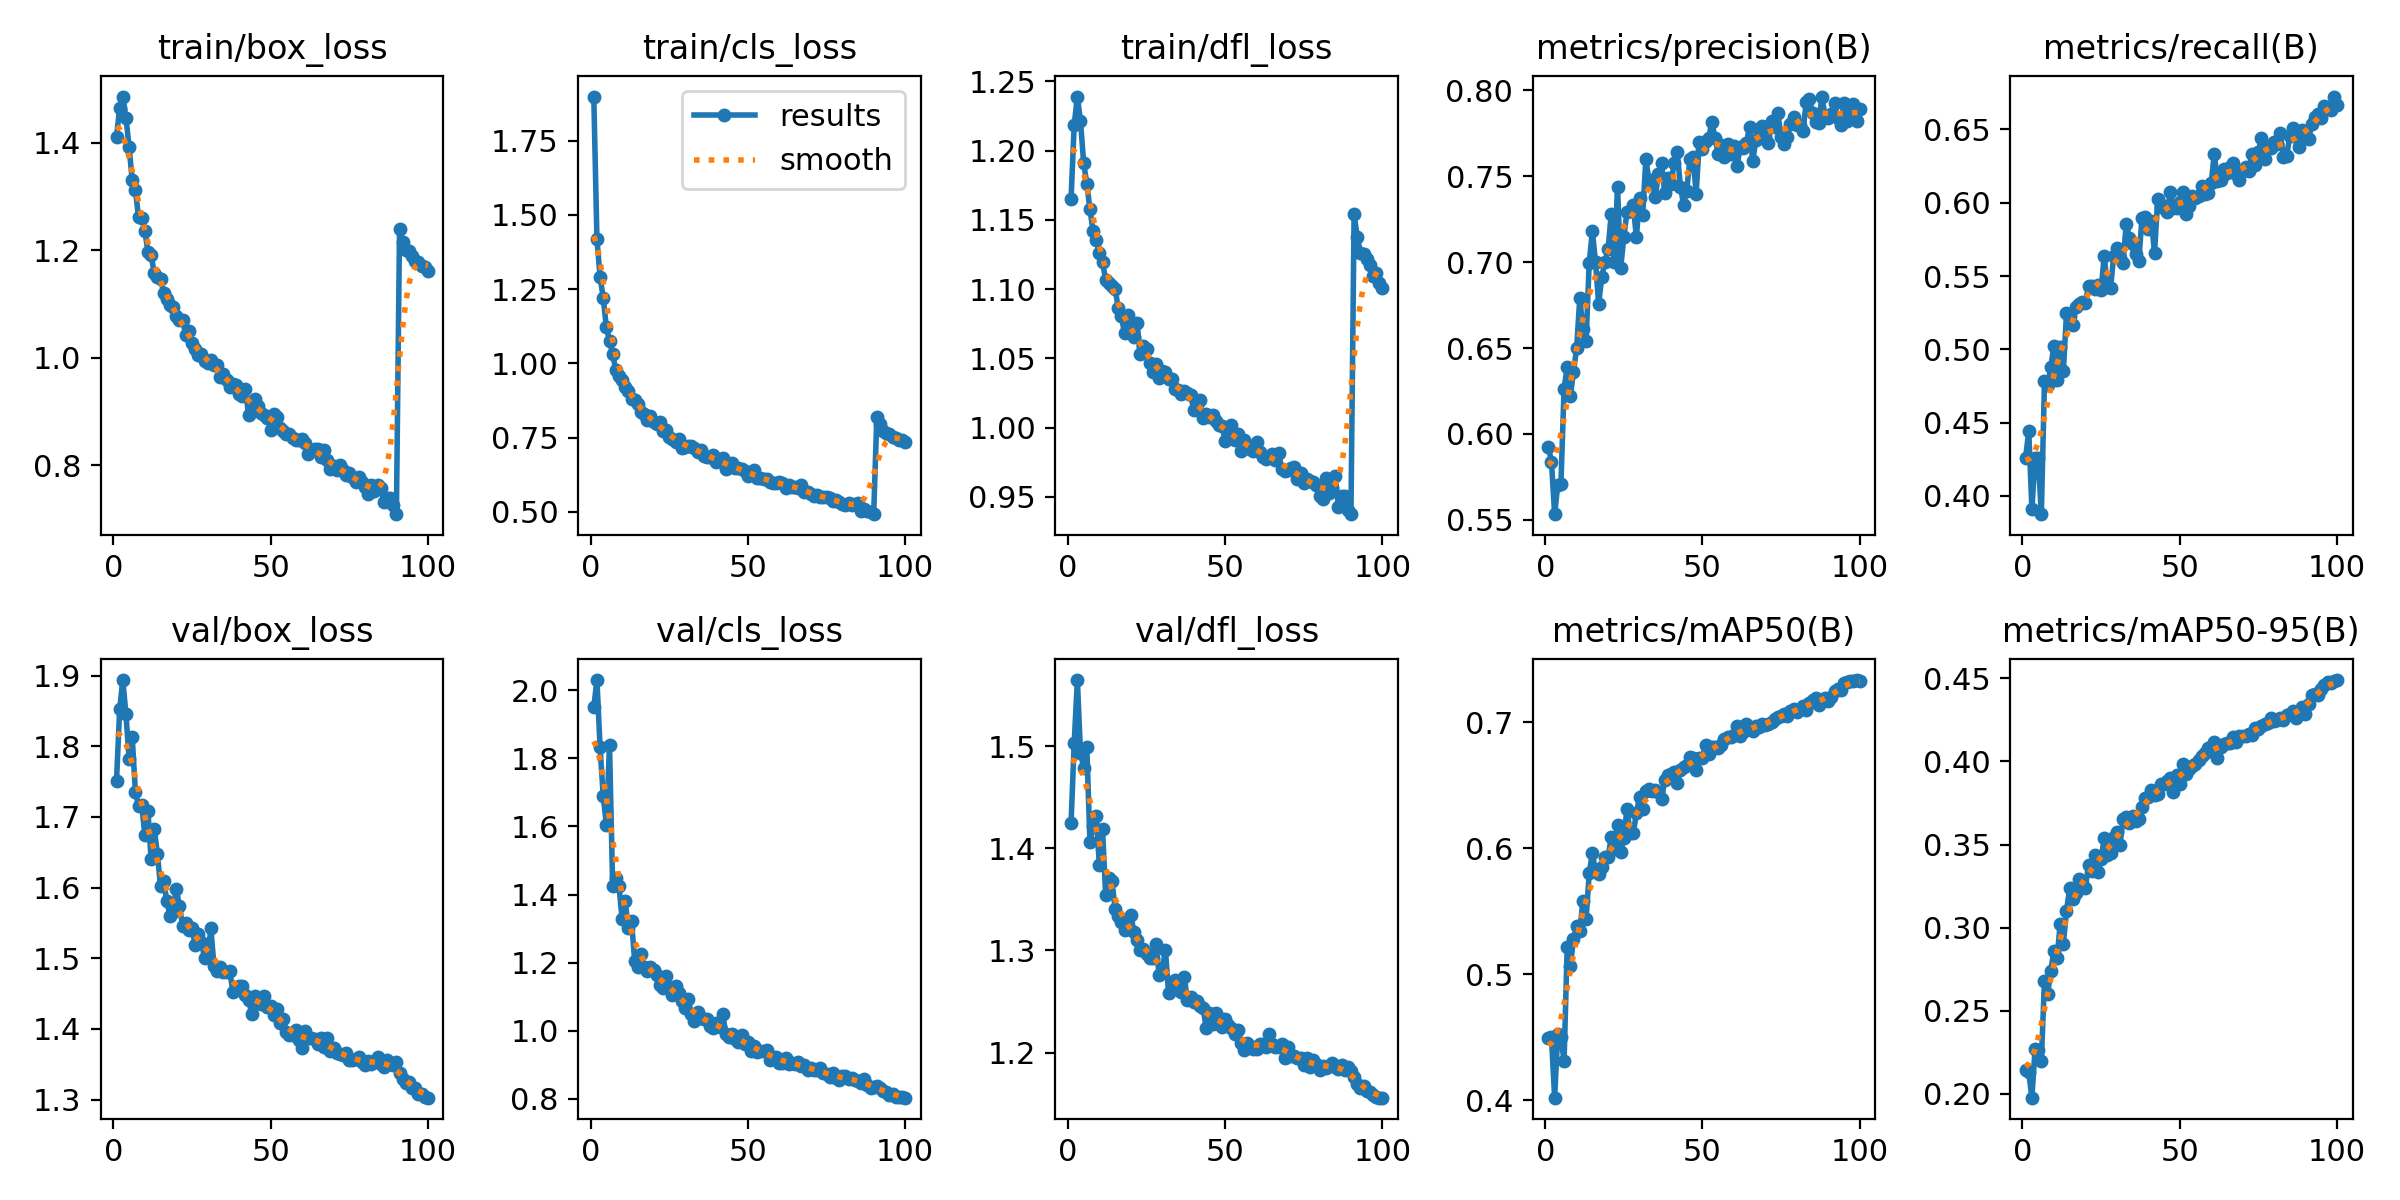 train/box_loss
train/cls_loss
train/dfl_loss
metrics/precision(B)
metrics/recall(B)
1.4
1.2
1.0
0.8
0 50 100
1.75
1.50
1.25
1.00
0.75
0.50
results
smooth
0 50 100
1.25
1.20
1.15
1.10
1.05
1.00
0.95
0 50 100
0.80
0.75
0.70
0.65
0.60
0.55
0 50 100
0.65
0.60
0.55
0.50
0.45
0.40
0 50 100
val/box_loss
val/cls_loss
val/dfl_loss
metrics/mAP50(B)
metrics/mAP50-95(B)
1.9
1.8
1.7
1.6
1.5
1.4
1.3
0 50 100
2.0
1.8
1.6
1.4
1.2
1.0
0.8
0 50 100
1.5
1.4
1.3
1.2
0 50 100
0.7
0.6
0.5
0.4
0 50 100
0.45
0.40
0.35
0.30
0.25
0.20
0 50 100